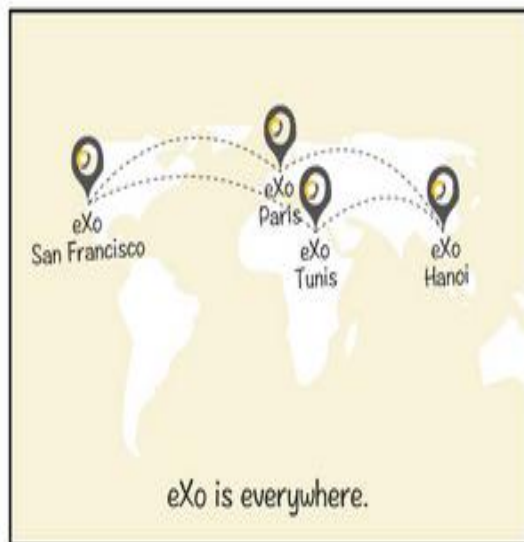 eXo
San Francisco
eXo
Paris
eXo
Tunis
eXo
Hanoi
eXo is everywhere.